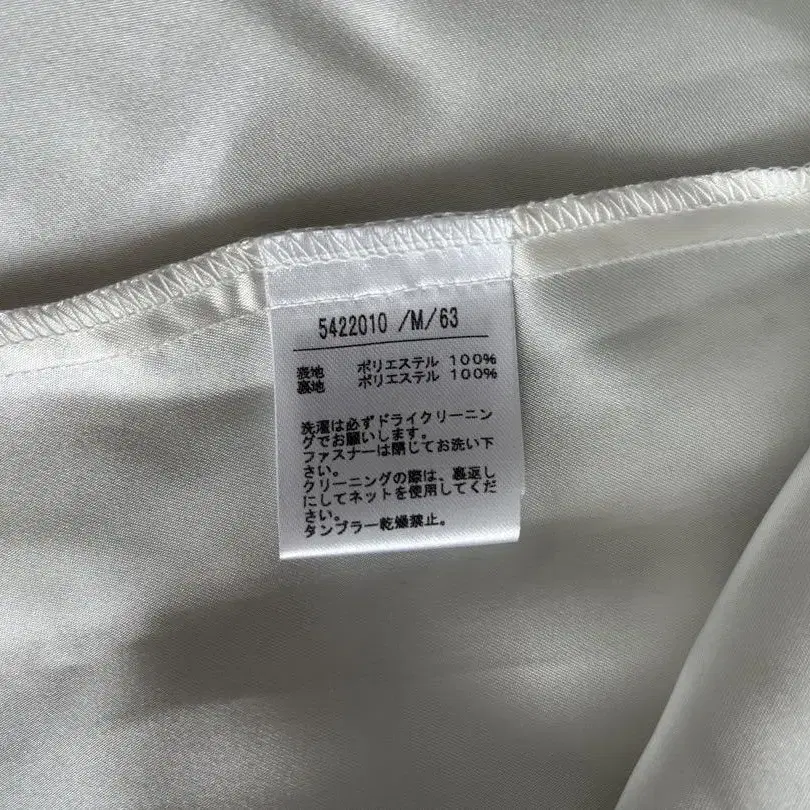 5422010 /M/63
表地 ポリエステル 100%
裏地 ポリエステル 100%
洗濯は必ずドライクリーニン
グでお願いします。
ファスナーは閉じてお洗い下
さい。
クリーニングの際は、裏返し
にしてネットを使用してくだ
さい。
タンブラー乾燥禁止。